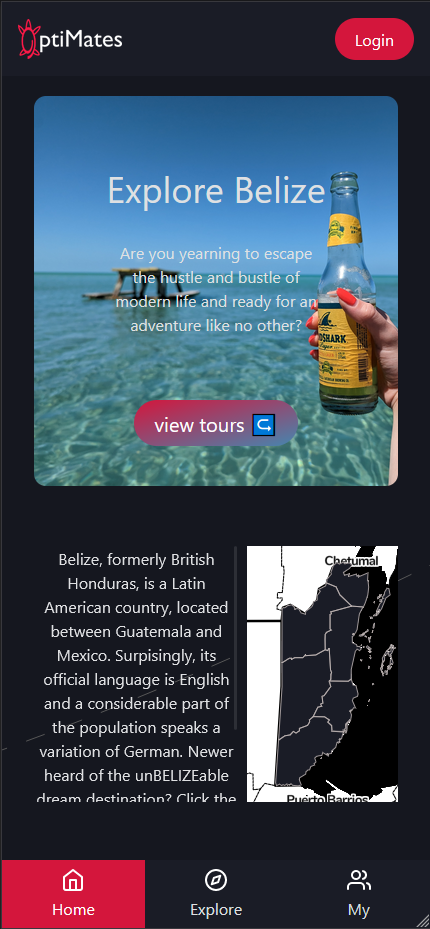 ptiMates
Login
Explore Belize
Are you yearning to escape
the hustle and bustle of
modern life and ready for an
adventure like no other?
view tours
Belize, formerly British
Honduras, is a Latin
American country, located
between Guatemala and
Mexico. Surpisingly, its
official language is English
and a considerable part of
the population speaks a
variation of German. Newer
heard of the unBELIZEable
dream destination? Click the
Chetumal
Puerto Barrios
Home
Explore
My